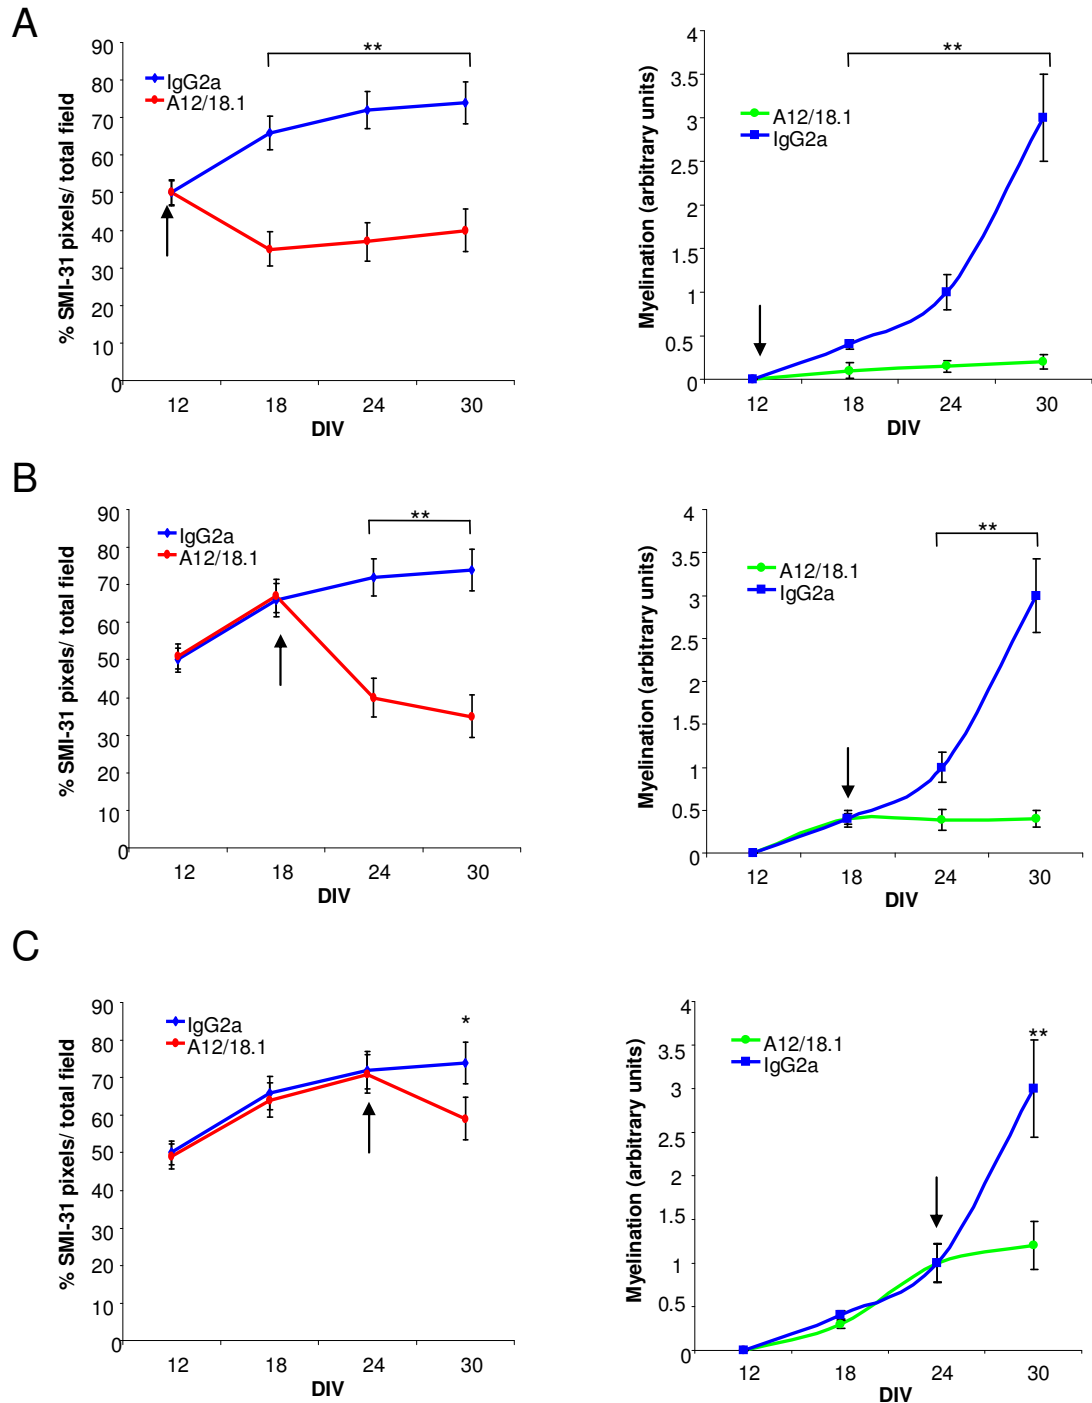 A
% SMI-31 pixels/ total field
90
80
70
60
50
40
30
20
10
0
IgG2a
A12/18.1
**
12 18 24 30
DIV
Myelination (arbitrary units)
4
3.5
3
2.5
2
1.5
1
0.5
0
A12/18.1
IgG2a
**
12 18 24 30
DIV
B
% SMI-31 pixels/ total field
90
80
70
60
50
40
30
20
10
0
IgG2a
A12/18.1
**
12 18 24 30
DIV
Myelination (arbitrary units)
4
3.5
3
2.5
2
1.5
1
0.5
0
A12/18.1
IgG2a
**
12 18 24 30
DIV
C
% SMI-31 pixels/ total field
90
80
70
60
50
40
30
20
10
0
IgG2a
A12/18.1
*
12 18 24 30
DIV
Myelination (arbitrary units)
4
3.5
3
2.5
2
1.5
1
0.5
0
A12/18.1
IgG2a
**
12 18 24 30
DIV